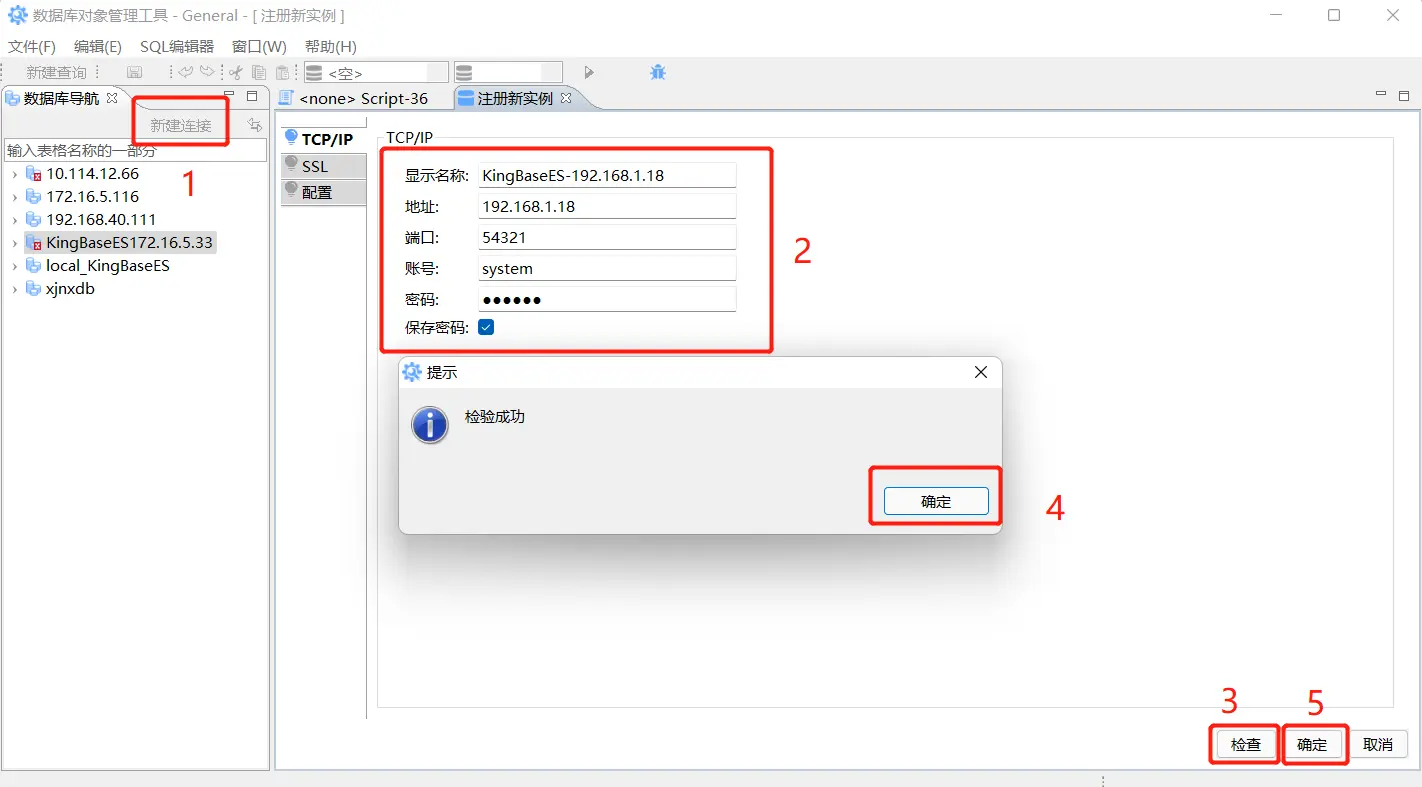 数据库对象管理工具 - General - [ 注册新实例 ]
文件(F) 编辑(E) SQL编辑器 窗口(W) 帮助(H)
新建查询 <空>
数据库导航
<none> Script-36 注册新实例
新建连接
输入表格名称的一部分
1
10.114.12.66
172.16.5.116
192.168.40.111
KingBaseES172.16.5.33
local_KingBaseES
xjnxdb
TCP/IP
SSL
配置
TCP/IP
显示名称: KingBaseES-192.168.1.18
地址: 192.168.1.18
端口: 54321
账号: system
密码: ●●●●●●
保存密码:
2
提示
检验成功
确定
4
3 5
检查 确定 取消